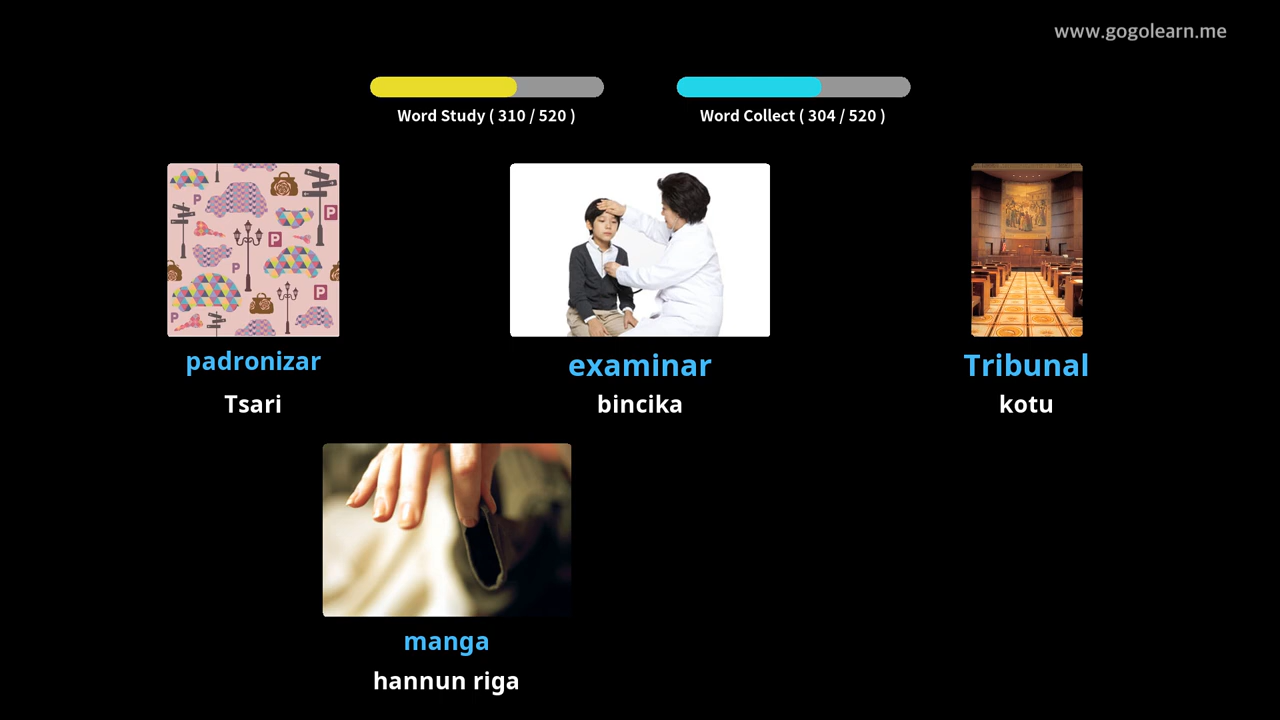 www.gogolearn.me
Word Study ( 310 / 520 )
Word Collect ( 304 / 520 )
P
P
P
P
P
P
padronizar
examinar
Tribunal
Tsari
bincika
kotu
manga
hannun riga